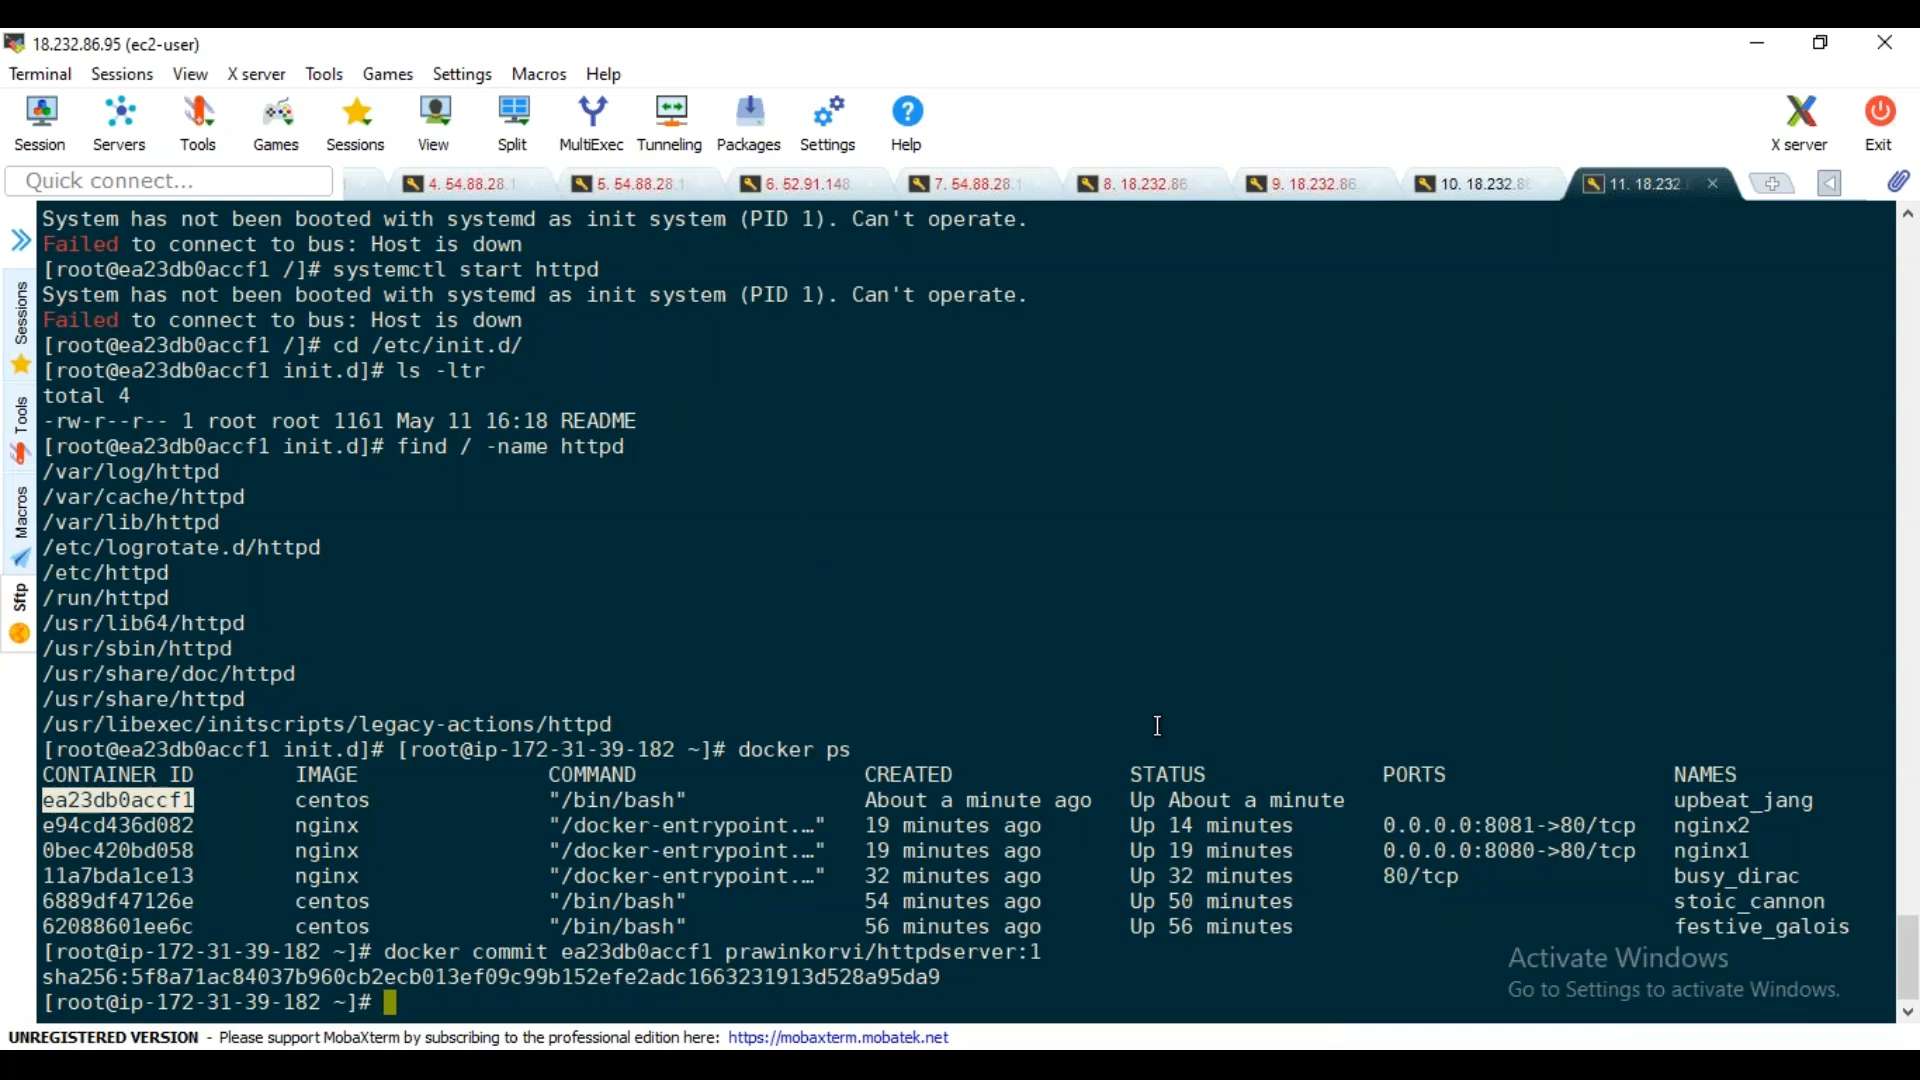 18.232.86.95 (ec2-user)
Terminal Sessions View X server Tools Games Settings Macros Help
Session Servers Tools Games Sessions View Split MultiExec Tunneling Packages Settings Help X server Exit
Quick connect... 4. 54.88.28.1 5. 54.88.28.1 6. 52.91.148 7. 54.88.28.1 8. 18.232.86 9. 18.232.86. 10. 18.232.86 11. 18.232.
Sessions
Tools
Macros
Sftp
System has not been booted with systemd as init system (PID 1). Can't operate.
Failed to connect to bus: Host is down
[root@ea23db0accf1 /]# systemctl start httpd
System has not been booted with systemd as init system (PID 1). Can't operate.
Failed to connect to bus: Host is down
[root@ea23db0accf1 /]# cd /etc/init.d/
[root@ea23db0accf1 init.d]# ls -ltr
total 4
-rw-r--r-- 1 root root 1161 May 11 16:18 README
[root@ea23db0accf1 init.d]# find / -name httpd
/var/log/httpd
/var/cache/httpd
/var/lib/httpd
/etc/logrotate.d/httpd
/etc/httpd
/run/httpd
/usr/lib64/httpd
/usr/sbin/httpd
/usr/share/doc/httpd
/usr/share/httpd
/usr/libexec/initscripts/legacy-actions/httpd
[root@ea23db0accf1 init.d]# [root@ip-172-31-39-182 ~]# docker ps
CONTAINER ID IMAGE COMMAND CREATED STATUS PORTS NAMES
ea23db0accf1 centos "/bin/bash" About a minute ago Up About a minute upbeat_jang
e94cd436d082 nginx "/docker-entrypoint.…" 19 minutes ago Up 14 minutes 0.0.0.0:8081->80/tcp nginx2
0bec420bd058 nginx "/docker-entrypoint.…" 19 minutes ago Up 19 minutes 0.0.0.0:8080->80/tcp nginx1
11a7bda1ce13 nginx "/docker-entrypoint.…" 32 minutes ago Up 32 minutes 80/tcp busy_dirac
6889df47126e centos "/bin/bash" 54 minutes ago Up 50 minutes stoic_cannon
62088601ee6c centos "/bin/bash" 56 minutes ago Up 56 minutes festive_galois
[root@ip-172-31-39-182 ~]# docker commit ea23db0accf1 prawinkorvi/httpdserver:1
sha256:5f8a71ac84037b960cb2ecb013ef09c99b152efe2adc1663231913d528a95da9
[root@ip-172-31-39-182 ~]#
Activate Windows
Go to Settings to activate Windows.
UNREGISTERED VERSION - Please support MobaXterm by subscribing to the professional edition here: https://mobaxterm.mobatek.net